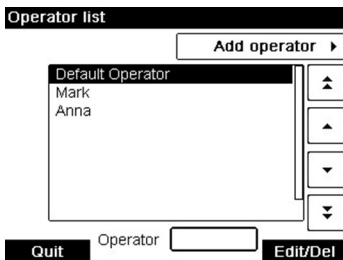 Operator list
Add operator
Default Operator
Mark
Anna
Operator
Quit
Edit/Del